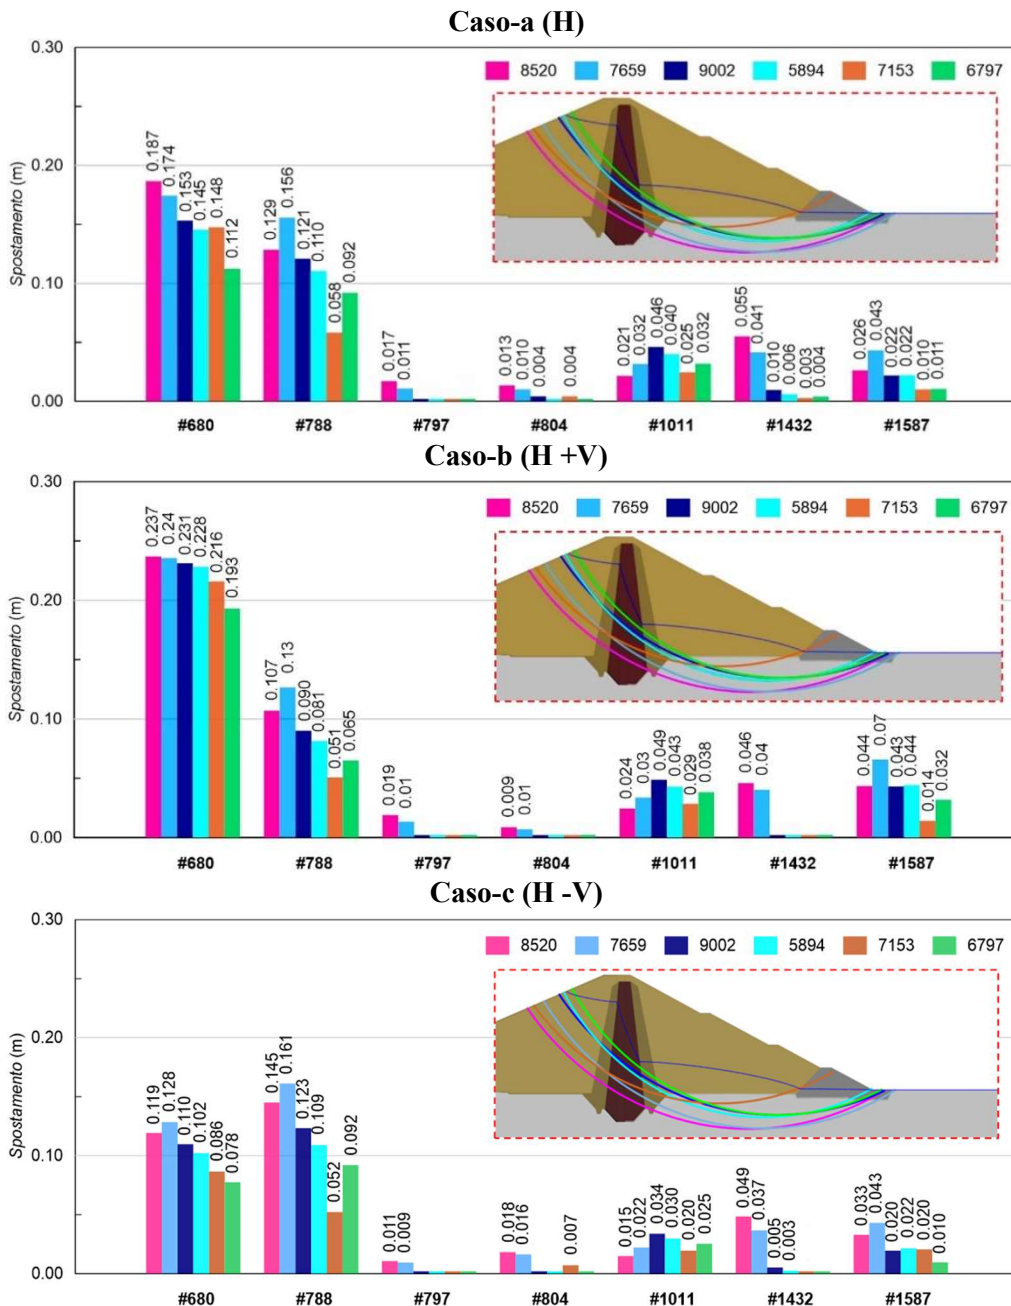 Caso-a (H)
0.30
8520 7659 9002 5894 7153 6797
0.20
0.10
0.00
Spostamento (m)
0.187 0.174 0.153 0.145 0.148 0.112
0.129 0.156 0.121 0.110 0.058 0.092
0.017 0.011
0.013 0.010 0.004 0.004
0.021 0.032 0.046 0.040 0.025 0.032
0.055 0.041 0.010 0.006 0.003 0.004
0.026 0.043 0.022 0.022 0.010 0.011
#680 #788 #797 #804 #1011 #1432 #1587
Caso-b (H +V)
0.30
8520 7659 9002 5894 7153 6797
0.20
0.10
0.00
Spostamento (m)
0.237 0.24 0.231 0.228 0.216 0.193
0.107 0.13 0.090 0.081 0.051 0.065
0.019 0.01
0.009 0.01
0.024 0.03 0.049 0.043 0.029 0.038
0.046 0.04
0.044 0.07 0.043 0.044 0.014 0.032
#680 #788 #797 #804 #1011 #1432 #1587
Caso-c (H -V)
0.30
8520 7659 9002 5894 7153 6797
0.20
0.10
0.00
Spostamento (m)
0.119 0.128 0.110 0.102 0.086 0.078
0.145 0.161 0.123 0.109 0.052 0.092
0.011 0.009
0.018 0.016 0.007
0.015 0.022 0.034 0.030 0.020 0.025
0.049 0.037 0.005 0.003
0.033 0.043 0.020 0.022 0.020 0.010
#680 #788 #797 #804 #1011 #1432 #1587